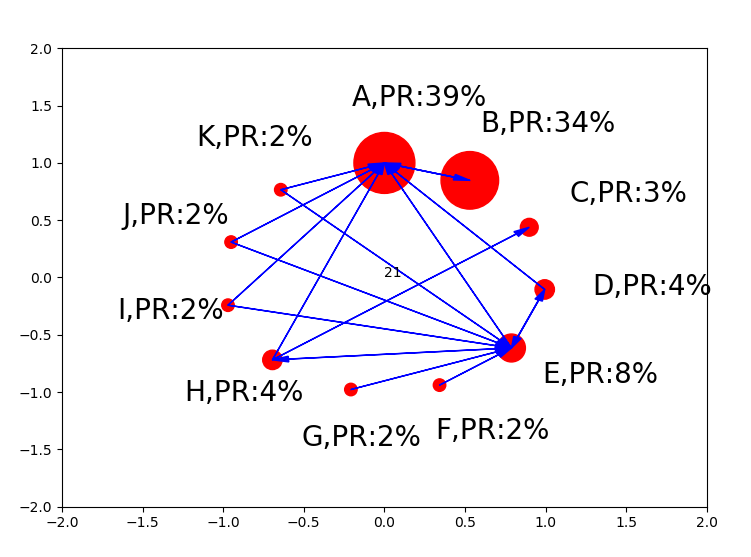 2.0
1.5
1.0
0.5
0.0
−0.5
−1.0
−1.5
−2.0
A,PR:39%
B,PR:34%
K,PR:2%
C,PR:3%
J,PR:2%
21
D,PR:4%
I,PR:2%
E,PR:8%
H,PR:4%
G,PR:2%
F,PR:2%
−2.0 −1.5 −1.0 −0.5 0.0 0.5 1.0 1.5 2.0